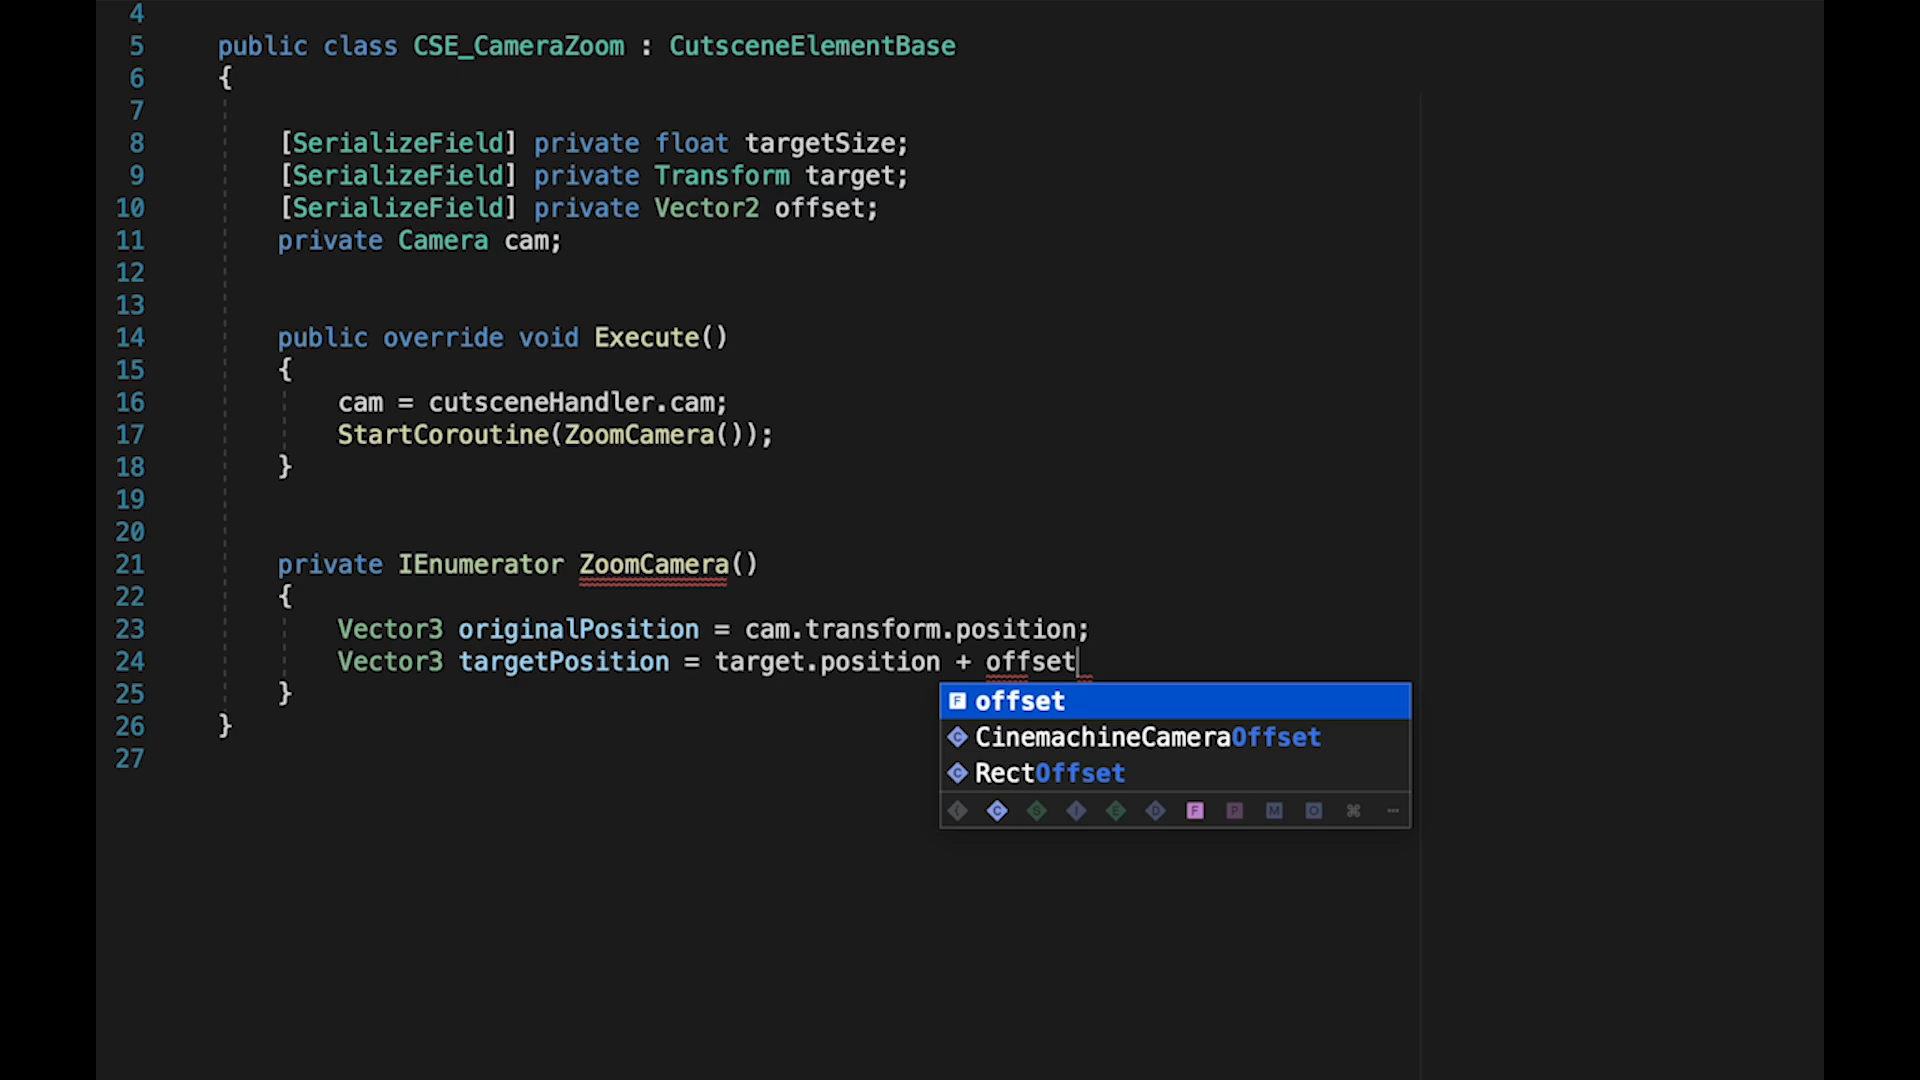 4
5 public class CSE_CameraZoom : CutsceneElementBase
6 {
7
8 [SerializeField] private float targetSize;
9 [SerializeField] private Transform target;
10 [SerializeField] private Vector2 offset;
11 private Camera cam;
12
13
14 public override void Execute()
15 {
16 cam = cutsceneHandler.cam;
17 StartCoroutine(ZoomCamera());
18 }
19
20
21 private IEnumerator ZoomCamera()
22 {
23 Vector3 originalPosition = cam.transform.position;
24 Vector3 targetPosition = target.position + offset
25 }
26 }
27
F offset
C CinemachineCameraOffset
C RectOffset
C S I E D F P M O ⌘ ···